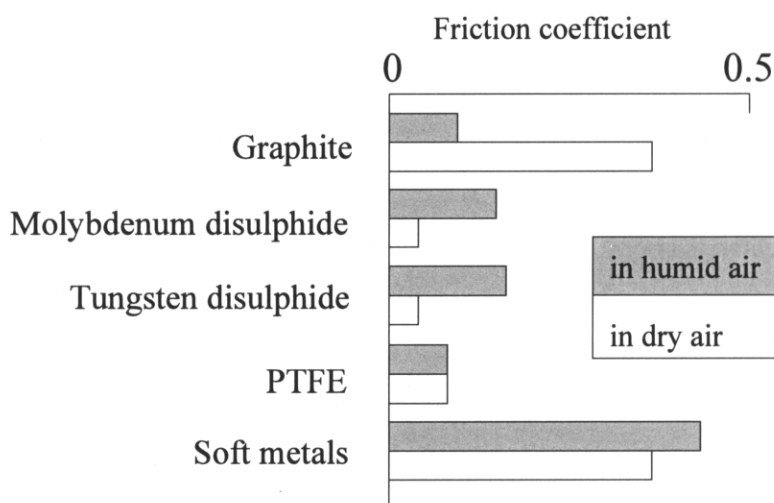 Friction coefficient
0 0.5
Graphite
Molybdenum disulphide
Tungsten disulphide
PTFE
Soft metals
in humid air
in dry air